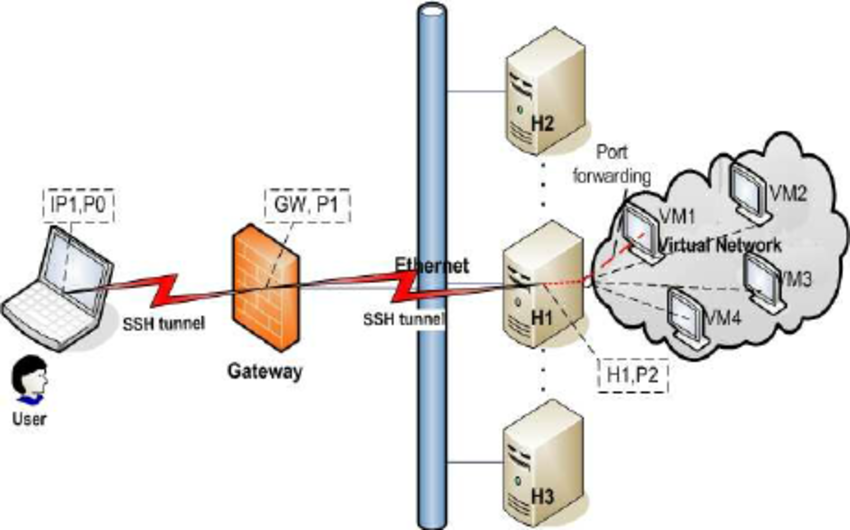 H2
Port
forwarding
IP1,P0
GW, P1
VM1
VM2
Virtual Network
Ethernet
VM3
SSH tunnel
SSH tunnel
H1
VM4
Gateway
H1,P2
User
H3